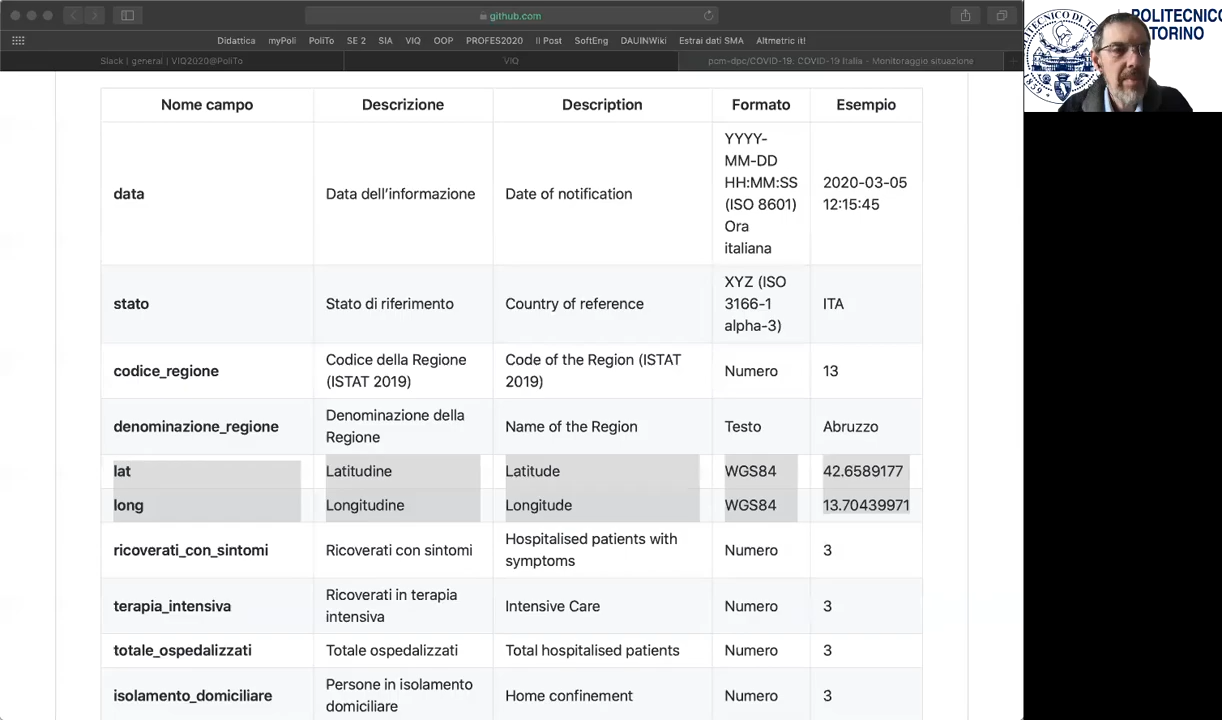 github.com
Didattica myPoli PoliTo SE 2 SIA VIQ OOP PROFES2020 Il Post SoftEng DAUINWiki Estrai dati SMA Altmetric it!
Slack | general | VIQ2020@PoliTo VIQ pcm-dpc/COVID-19: COVID-19 Italia - Monitoraggio situazione
POLITECNICO
TORINO
Nome campo Descrizione Description Formato Esempio
YYYY-
MM-DD
HH:MM:SS
(ISO 8601)
Ora
italiana
data Data dell'informazione Date of notification 2020-03-05
12:15:45
XYZ (ISO
3166-1
alpha-3)
stato Stato di riferimento Country of reference ITA
codice_regione Codice della Regione
(ISTAT 2019) Code of the Region (ISTAT
2019) Numero 13
denominazione_regione Denominazione della
Regione Name of the Region Testo Abruzzo
lat Latitudine Latitude WGS84 42.6589177
long Longitudine Longitude WGS84 13.70439971
ricoverati_con_sintomi Ricoverati con sintomi Hospitalised patients with
symptoms Numero 3
terapia_intensiva Ricoverati in terapia
intensiva Intensive Care Numero 3
totale_ospedalizzati Totale ospedalizzati Total hospitalised patients Numero 3
isolamento_domiciliare Persone in isolamento
domiciliare Home confinement Numero 3